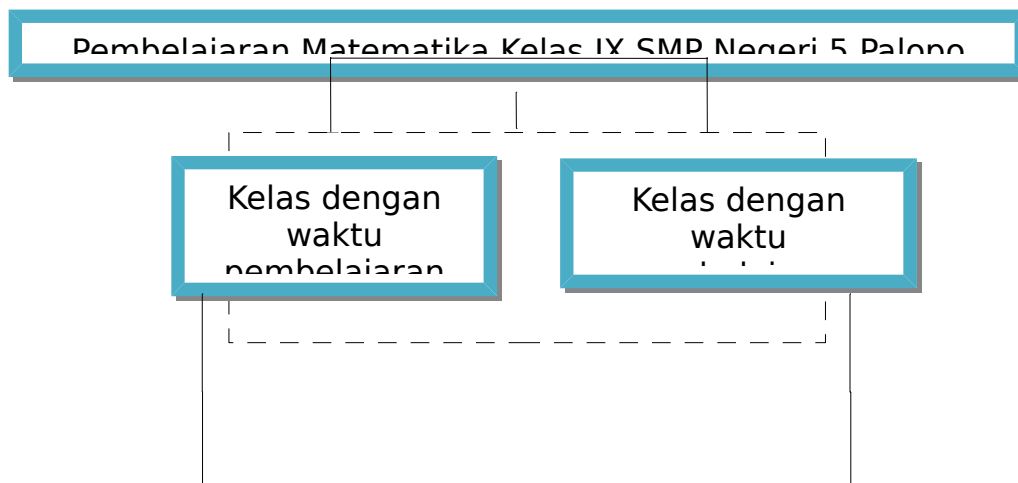 Pembelajaran Matematika Kelas IX SMP Negeri 5 Palopo
Kelas dengan
waktu
pembelajaran
Kelas dengan
waktu